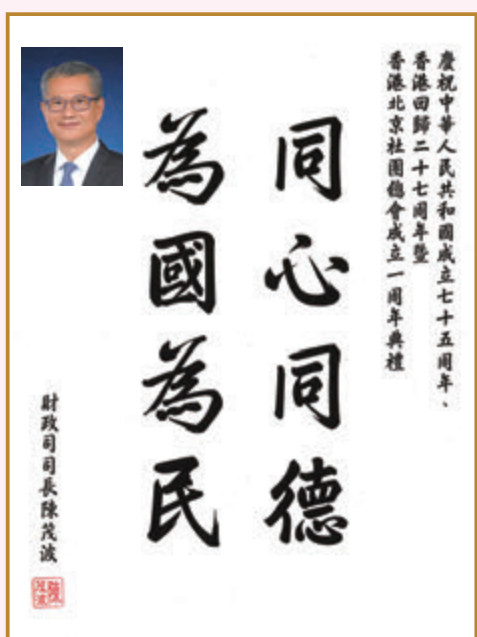 慶祝中華人民共和國成立七十五周年、
香港回歸二十七周年暨
香港北京社團總會成立一周年典禮
同心同德
為國為民
財政司司長陳茂波